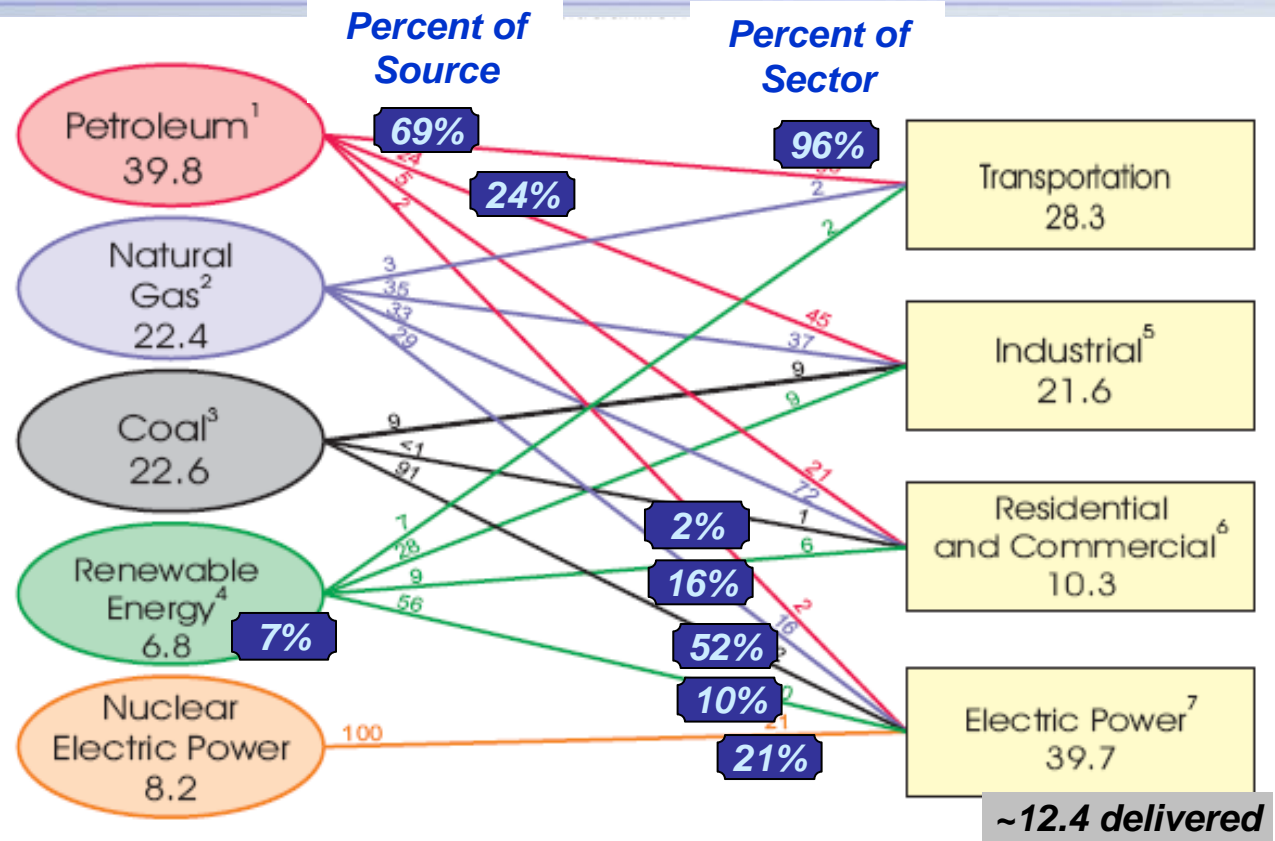 Percent of
Source
Percent of
Sector
Petroleum¹
39.8
Natural
Gas²
22.4
Coal³
22.6
Renewable
Energy⁴
6.8
7%
Nuclear
Electric Power
8.2
69%
24
24%
5
2
3
35
33
29
9
<1
91
7
28
9
56
100
96%
2
2
45
37
9
9
21
72
1
6
2%
16%
2
16
52%
10%
21
21%
Transportation
28.3
Industrial⁵
21.6
Residential
and Commercial⁶
10.3
Electric Power⁷
39.7
~12.4 delivered